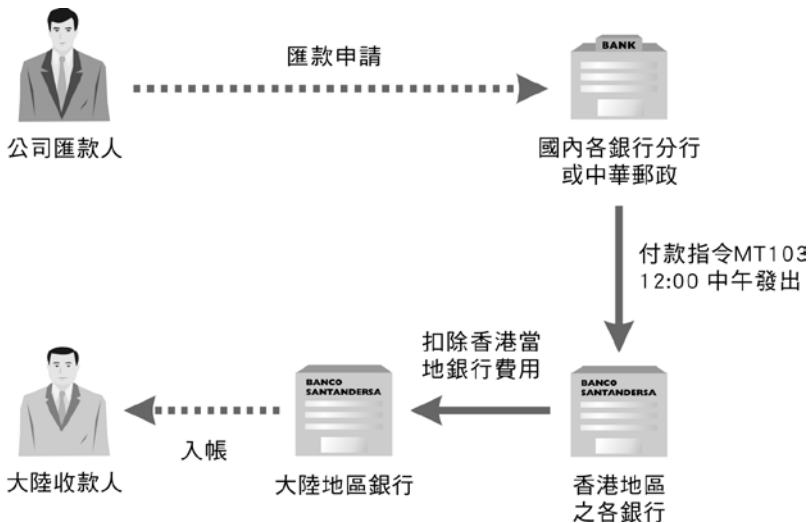 匯款申請
BANK
公司匯款人
國內各銀行分行
或中華郵政
付款指令MT103
12:00 中午發出
扣除香港當
地銀行費用
BANCO
SANTANDERSA
BANCO
SANTANDERSA
入帳
大陸收款人
大陸地區銀行
香港地區
之各銀行